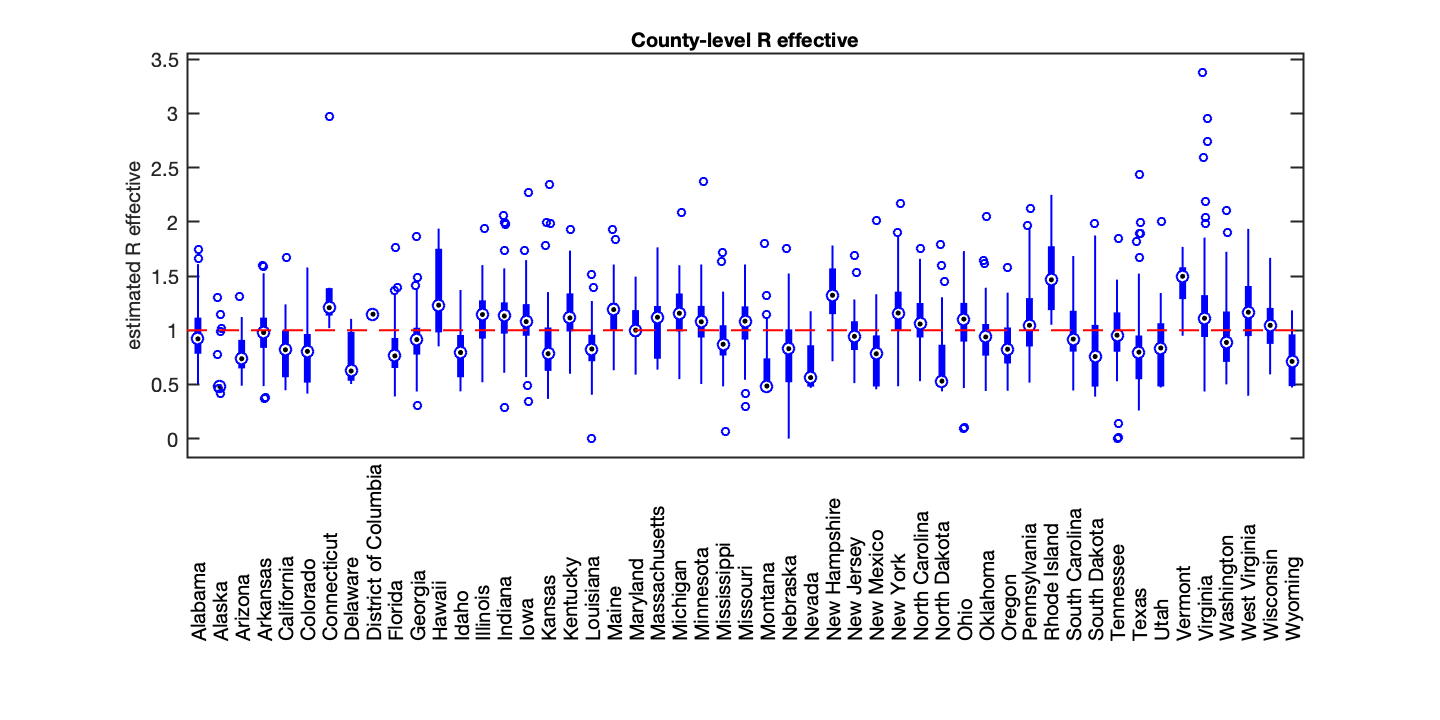 County-level R effective
estimated R effective
3.5
3
2.5
2
1.5
1
0.5
0
Alabama
Alaska
Arizona
Arkansas
California
Colorado
Connecticut
Delaware
District of Columbia
Florida
Georgia
Hawaii
Idaho
Illinois
Indiana
Iowa
Kansas
Kentucky
Louisiana
Maine
Maryland
Massachusetts
Michigan
Minnesota
Mississippi
Missouri
Montana
Nebraska
Nevada
New Hampshire
New Jersey
New Mexico
New York
North Carolina
North Dakota
Ohio
Oklahoma
Oregon
Pennsylvania
Rhode Island
South Carolina
South Dakota
Tennessee
Texas
Utah
Vermont
Virginia
Washington
West Virginia
Wisconsin
Wyoming